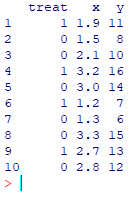 treat x y
1 1 1.9 11
2 0 1.5 8
3 0 2.1 10
4 1 3.2 16
5 0 3.0 14
6 1 1.2 7
7 0 1.3 6
8 0 3.3 15
9 1 2.7 13
10 0 2.8 12
>